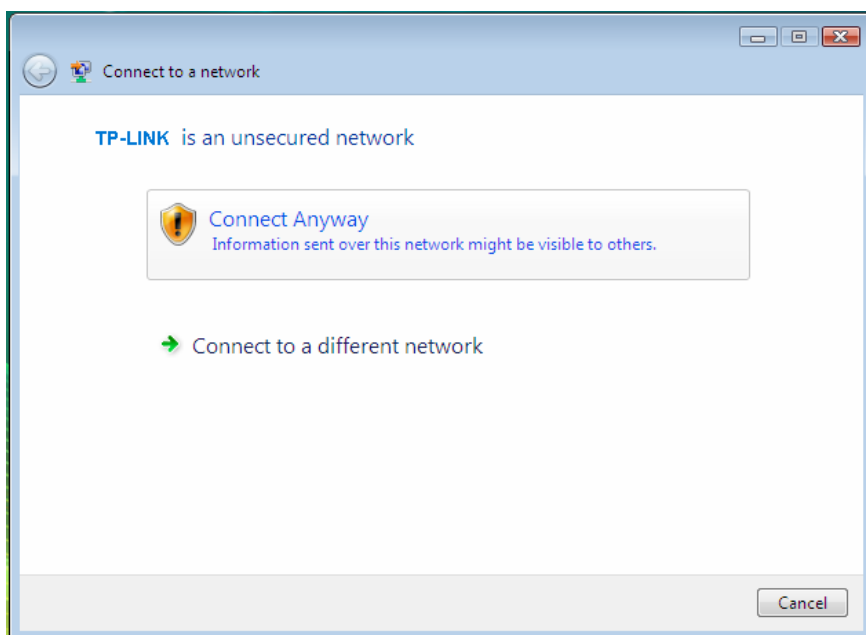 Connect to a network
TP-LINK is an unsecured network
Connect Anyway
Information sent over this network might be visible to others.
Connect to a different network
Cancel